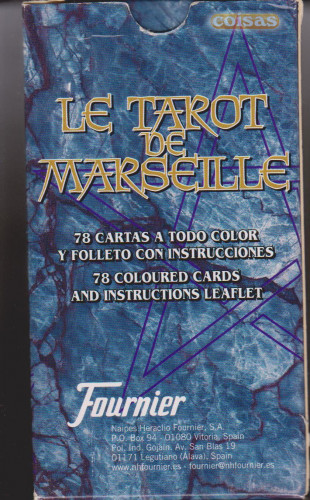 coisas
LE TAROT
DE
MARSEILLE
78 CARTAS A TODO COLOR
Y FOLLETO CON INSTRUCCIONES
78 COLOURED CARDS
AND INSTRUCTIONS LEAFLET
Fournier
Naipes Heraclio Fournier, S.A.
P.O. Box 94 - 01080 Vitoria, Spain
Pol. Ind. Gojain. Av. San Blas 19
01171 Legutiano (Álava), Spain
www.nhfournier.es - fournier@nhfournier.es